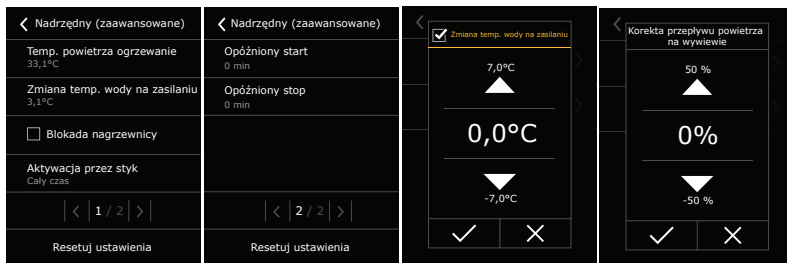 Nadrzędny (zaawansowane)
Temp. powietrza ogrzewanie
33,1°C
Zmiana temp. wody na zasilaniu
3,1°C
Blokada nagrzewnicy
Aktywacja przez styk
Cały czas
1 / 2
Resetuj ustawienia
Nadrzędny (zaawansowane)
Opóźniony start
0 min
Opóźniony stop
0 min
2 / 2
Resetuj ustawienia
Zmiana temp. wody na zasilaniu
7,0°C
0,0°C
-7,0°C
Korekta przepływu powietrza
na wywiewie
50 %
0%
-50 %